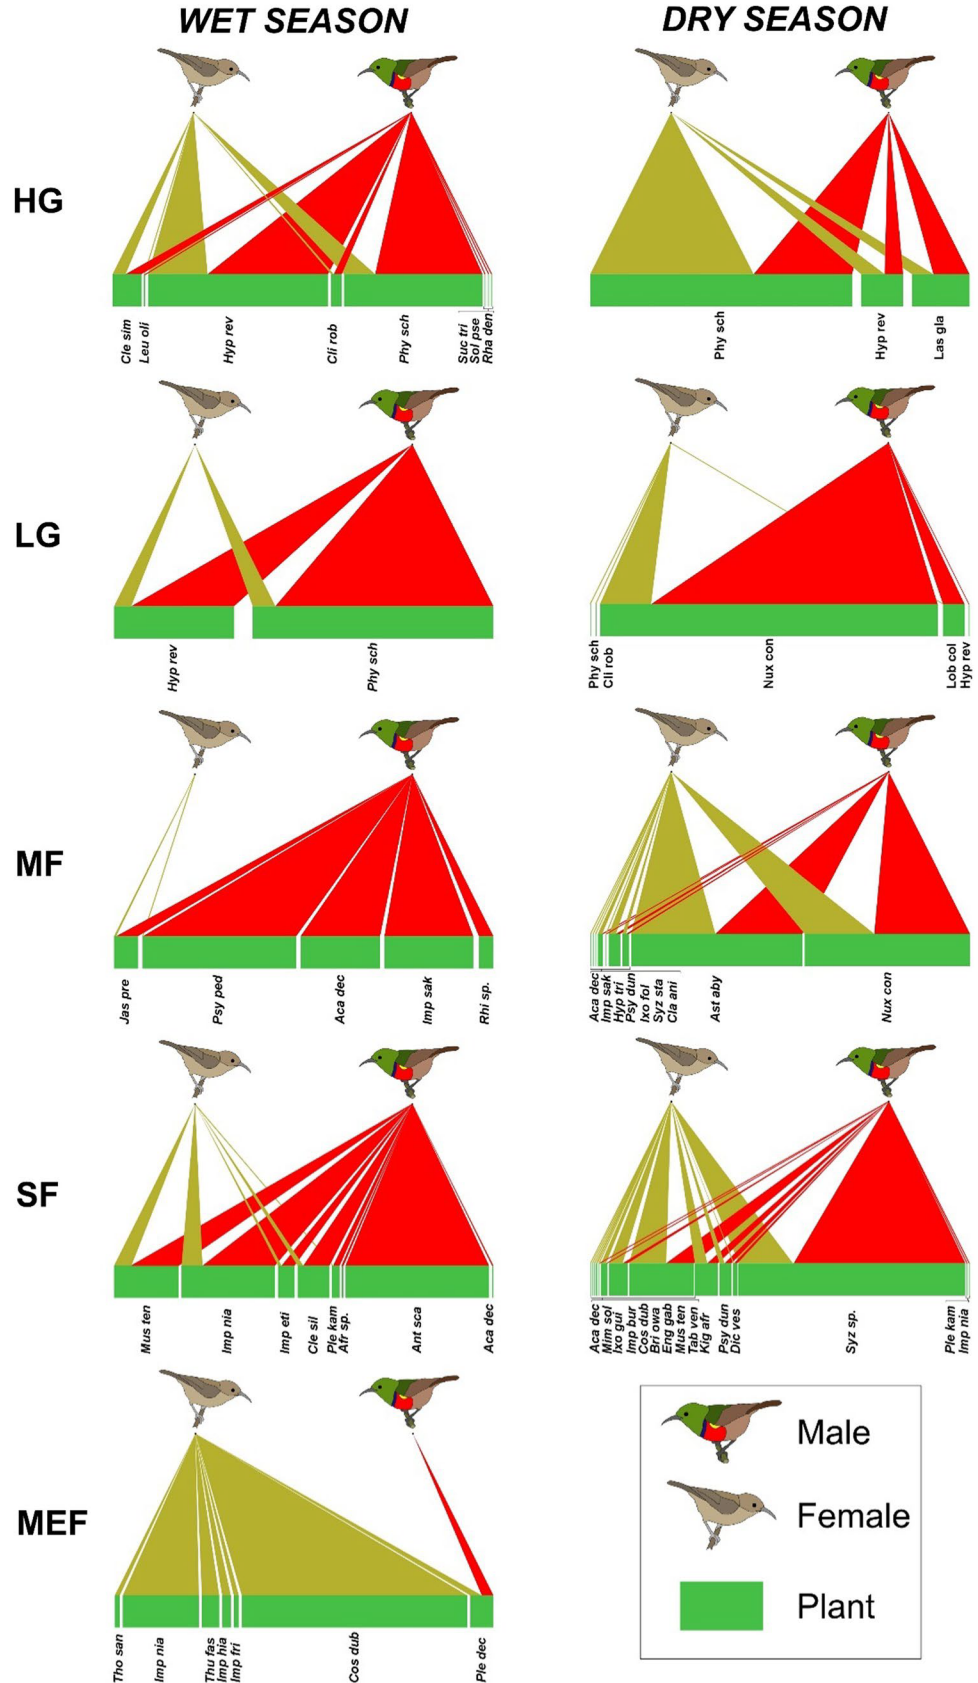 WET SEASON
DRY SEASON
HG
Cle sim
Leu oli
Hyp rev
Cli rob
Phy sch
Suc tri
Sol pse
Rha den
Phy sch
Hyp rev
Las gla
LG
Hyp rev
Phy sch
Phy sch
Cli rob
Nux con
Lob col
Hyp rev
MF
Jas pre
Psy ped
Aca dec
Imp sak
Rhi sp.
Aca dec
Imp sak
Hyp tri
Psy dun
Ixo fol
Syz sta
Cla ani
Ast aby
Nux con
SF
Mus ten
Imp nia
Imp eti
Cle sil
Ple kam
Afr sp.
Ant sca
Aca dec
Aca dec
Mim sol
Ixo gui
Imp bur
Cos dub
Bri owa
Eng gab
Mus ten
Tab ven
Kig afr
Psy dun
Dic ves
Syz sp.
Ple kam
Imp nia
MEF
Tho san
Imp nia
Thu fas
Imp hia
Imp fri
Cos dub
Ple dec
Male
Female
Plant